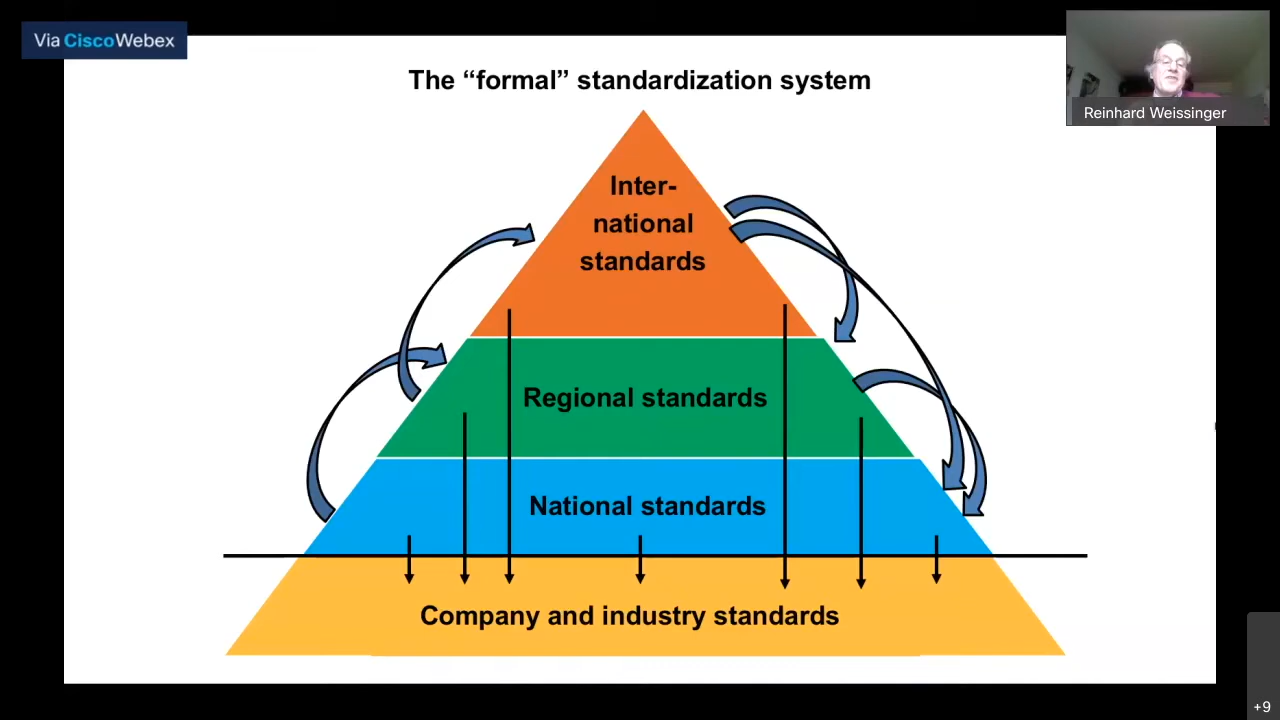 Via CiscoWebex
The “formal” standardization system
Reinhard Weissinger
Inter-
national
standards
Regional standards
National standards
Company and industry standards
+9